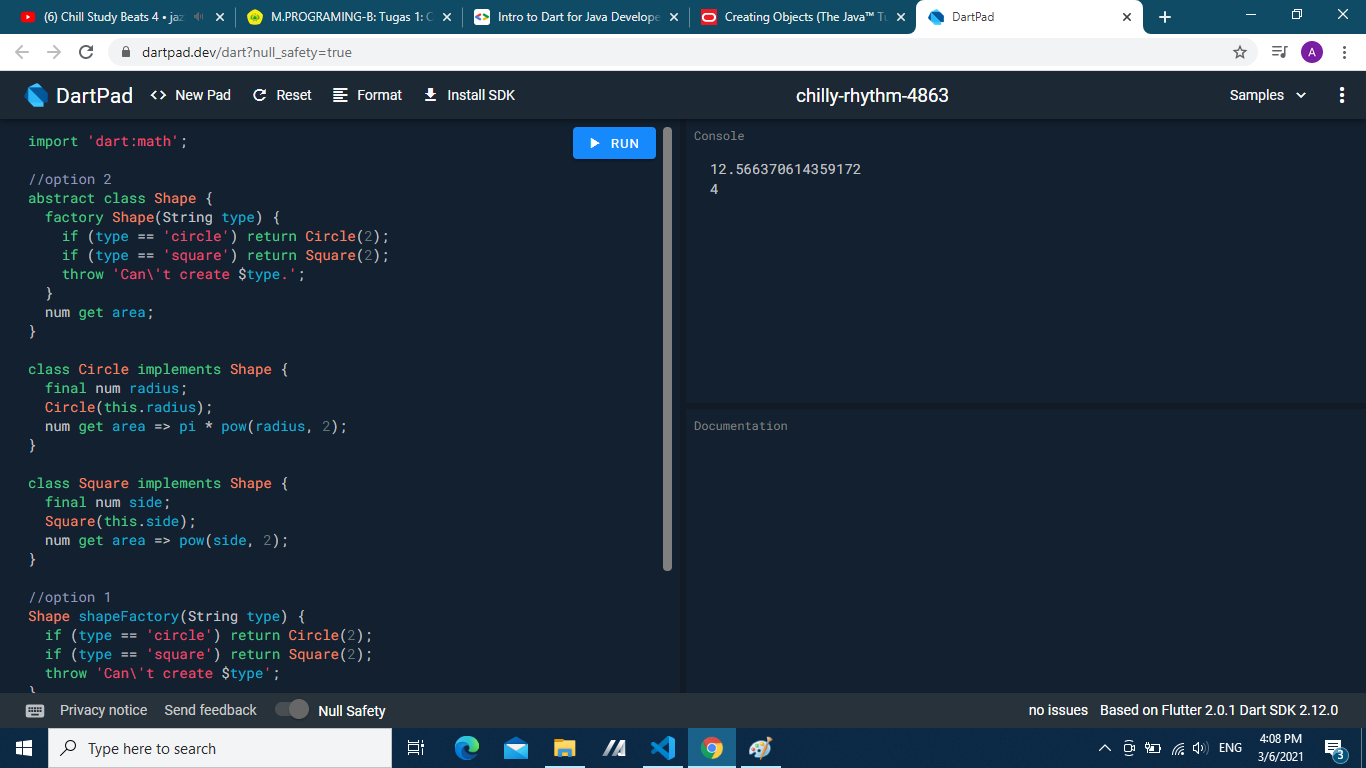 (6) Chill Study Beats 4 • jaz
M.PROGRAMING-B: Tugas 1: C
Intro to Dart for Java Develope
Creating Objects (The Java™ Tu
DartPad
dartpad.dev/dart?null_safety=true
A
DartPad
<> New Pad
Reset
Format
Install SDK
chilly-rhythm-4863
Samples
import 'dart:math';
RUN
//option 2
abstract class Shape {
  factory Shape(String type) {
    if (type == 'circle') return Circle(2);
    if (type == 'square') return Square(2);
    throw 'Can\'t create $type.';
  }
  num get area;
}
class Circle implements Shape {
  final num radius;
  Circle(this.radius);
  num get area => pi * pow(radius, 2);
}
class Square implements Shape {
  final num side;
  Square(this.side);
  num get area => pow(side, 2);
}
//option 1
Shape shapeFactory(String type) {
  if (type == 'circle') return Circle(2);
  if (type == 'square') return Square(2);
  throw 'Can\'t create $type';
}
Console
12.566370614359172
4
Documentation
Privacy notice
Send feedback
Null Safety
no issues
Based on Flutter 2.0.1 Dart SDK 2.12.0
Type here to search
ENG
4:08 PM
3/6/2021
3